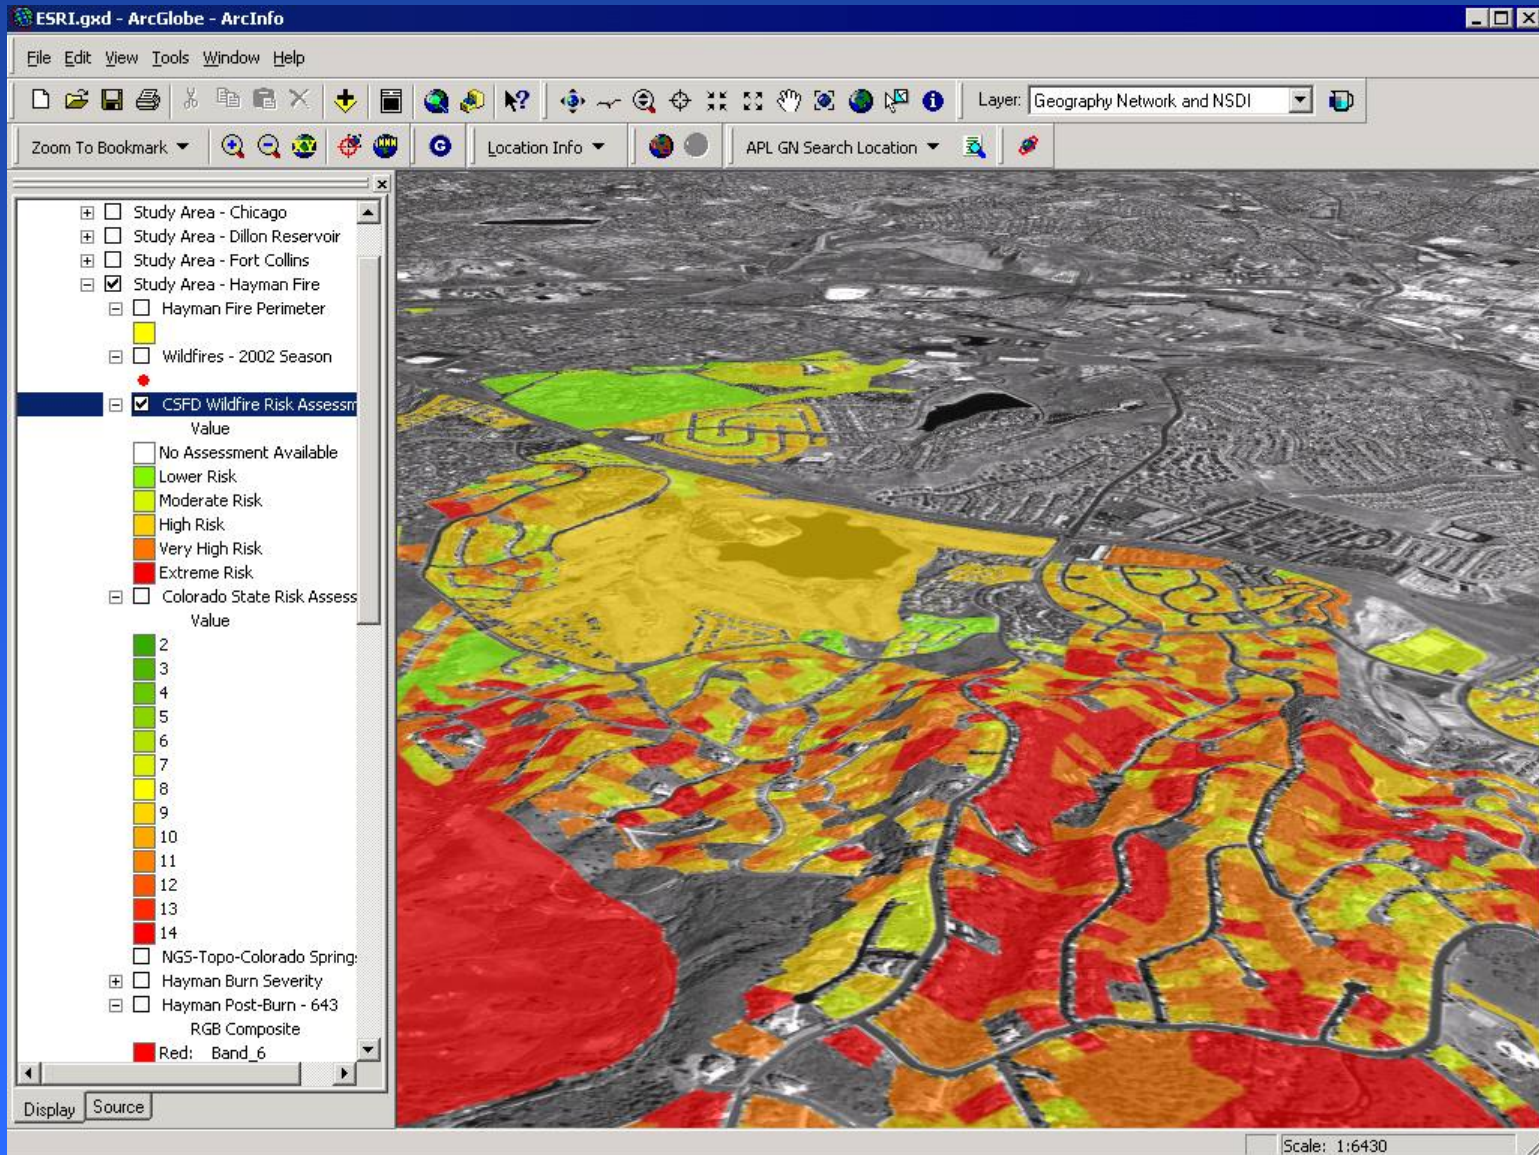 ESRI.gxd - ArcGlobe - ArcInfo
File Edit View Tools Window Help
Layer: Geography Network and NSDI
Zoom To Bookmark
Location Info
APL GN Search Location
Study Area - Chicago
Study Area - Dillon Reservoir
Study Area - Fort Collins
Study Area - Hayman Fire
Hayman Fire Perimeter
Wildfires - 2002 Season
CSFD Wildfire Risk Assessm
Value
No Assessment Available
Lower Risk
Moderate Risk
High Risk
Very High Risk
Extreme Risk
Colorado State Risk Assess
Value
2
3
4
5
6
7
8
9
10
11
12
13
14
NGS-Topo-Colorado Spring
Hayman Burn Severity
Hayman Post-Burn - 643
RGB Composite
Red: Band_6
Display Source
Scale: 1:6430